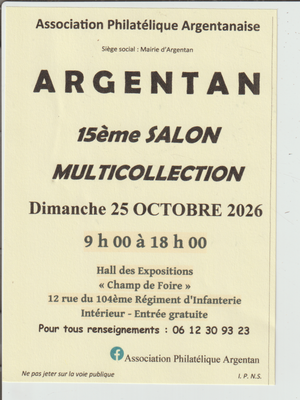 Association Philatélique Argentanaise
Siège social : Mairie d'Argentan
ARGENTAN
15ème SALON
MULTICOLLECTION
Dimanche 25 OCTOBRE 2026
9 h 00 à 18 h 00
Hall des Expositions
« Champ de Foire »
12 rue du 104ème Régiment d'Infanterie
Intérieur - Entrée gratuite
Pour tous renseignements : 06 12 30 93 23
Association Philatélique Argentan
Ne pas jeter sur la voie publique
I. P. N.S.